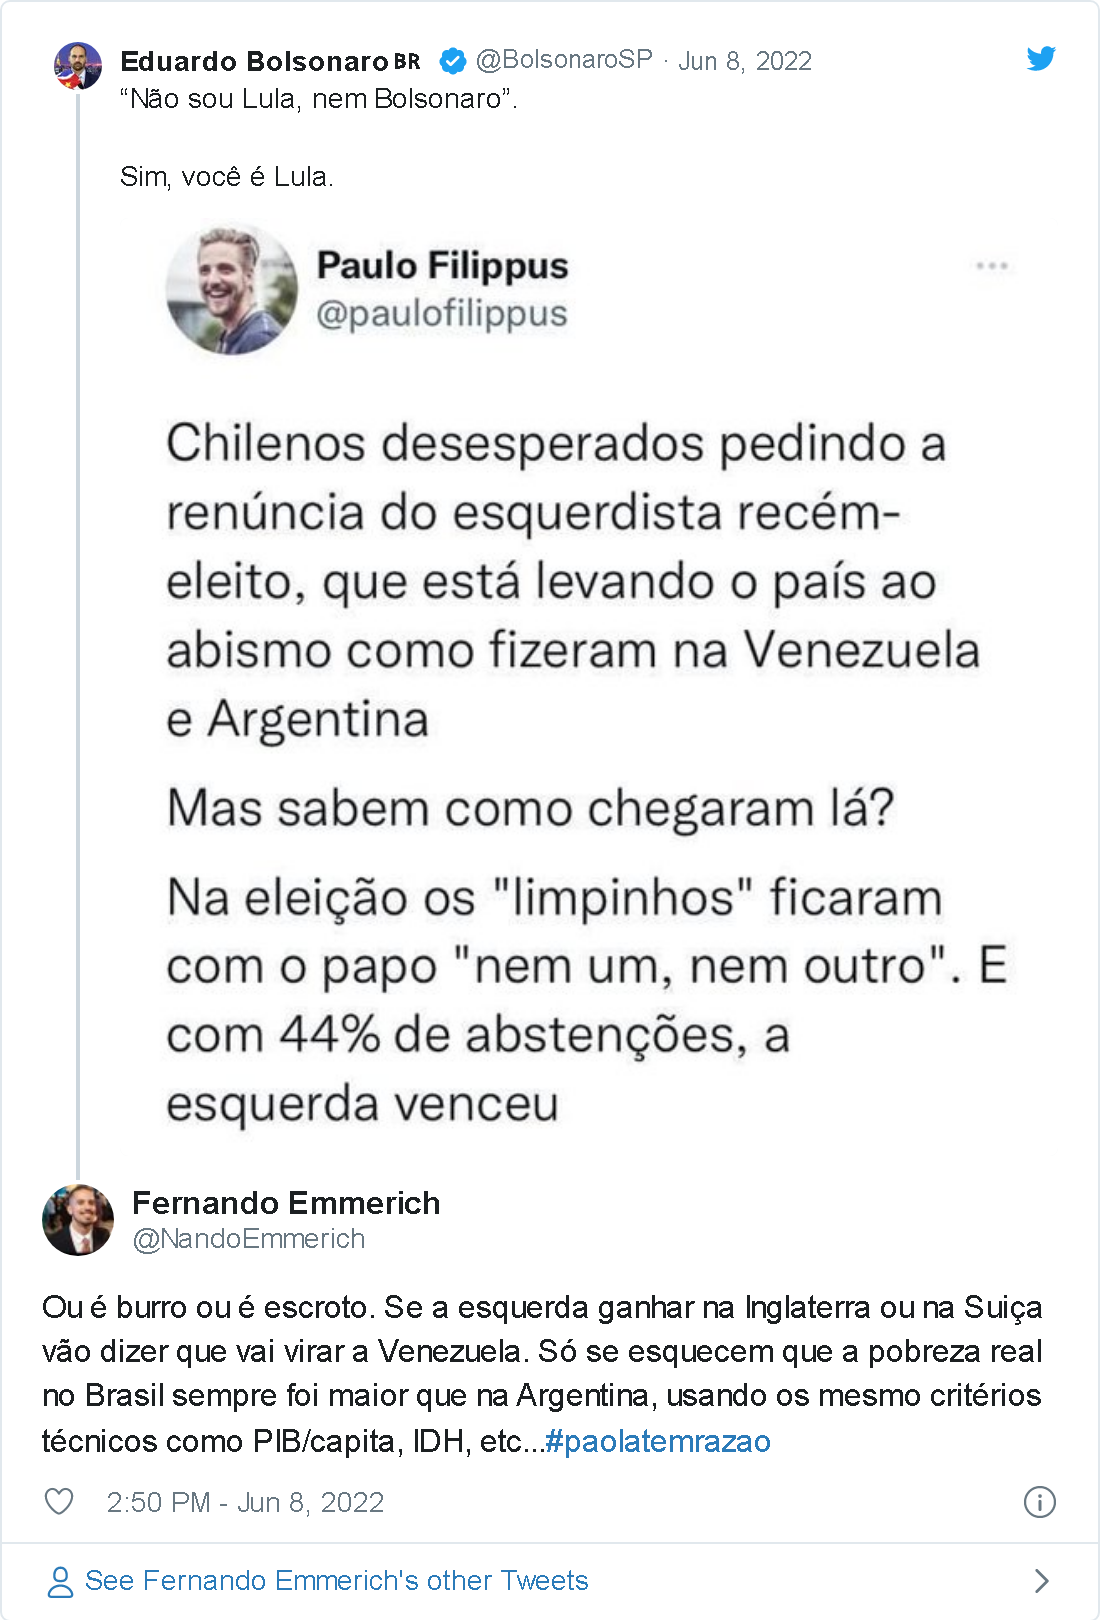 Eduardo Bolsonaro BR @BolsonaroSP · Jun 8, 2022
“Não sou Lula, nem Bolsonaro”.
Sim, você é Lula.
Paulo Filippus
@paulofilippus
Chilenos desesperados pedindo a
renúncia do esquerdista recém-
eleito, que está levando o país ao
abismo como fizeram na Venezuela
e Argentina
Mas sabem como chegaram lá?
Na eleição os "limpinhos" ficaram
com o papo "nem um, nem outro". E
com 44% de abstenções, a
esquerda venceu
Fernando Emmerich
@NandoEmmerich
Ou é burro ou é escroto. Se a esquerda ganhar na Inglaterra ou na Suiça
vão dizer que vai virar a Venezuela. Só se esquecem que a pobreza real
no Brasil sempre foi maior que na Argentina, usando os mesmo critérios
técnicos como PIB/capita, IDH, etc...#paolatemrazao
2:50 PM - Jun 8, 2022
See Fernando Emmerich's other Tweets